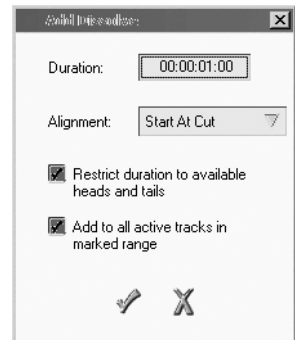 Add Dissolve:
Duration: 00:00:01:00
Alignment: Start At Cut
Restrict duration to available
heads and tails
Add to all active tracks in
marked range